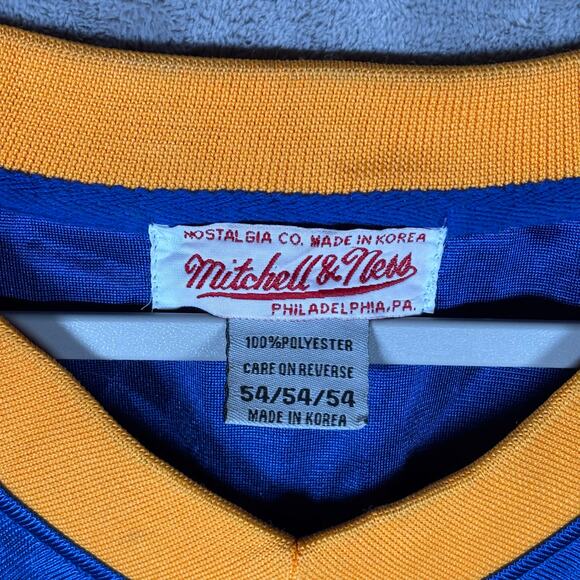 NOSTALGIA CO. MADE IN KOREA
Mitchell & Ness
PHILADELPHIA, PA.
100%POLYESTER
CARE ON REVERSE
54/54/54
MADE IN KOREA